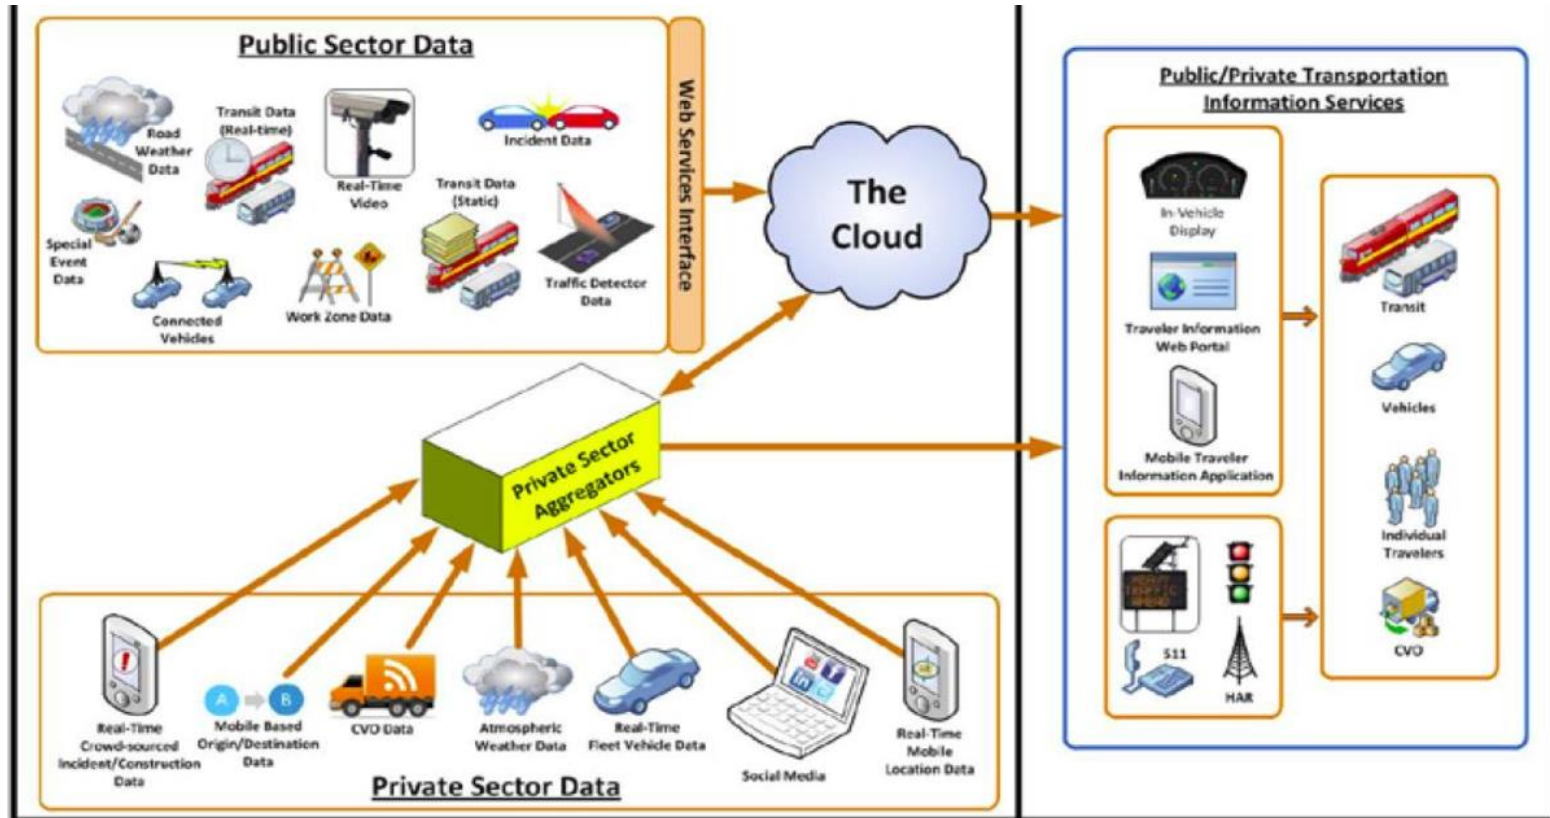 Public Sector Data
Road
Weather
Data
Transit Data
(Real-time)
Real-Time
Video
Incident Data
Special
Event
Data
Connected
Vehicles
Work Zone Data
Transit Data
(Static)
Traffic Detector
Data
Web Services Interface
The
Cloud
Private Sector
Aggregators
Real-Time
Crowd-sourced
Incident/Construction
Data
A
B
Mobile Based
Origin/Destination
Data
CVO Data
Atmospheric
Weather Data
Real-Time
Fleet Vehicle Data
in
f
Social Media
Real-Time
Mobile
Location Data
Private Sector Data
Public/Private Transportation
Information Services
In-Vehicle
Display
Traveler Information
Web Portal
Mobile Traveler
Information Application
HEAVY
TRAFFIC
AHEAD
511
HAR
Transit
Vehicles
Individual
Travelers
CVO